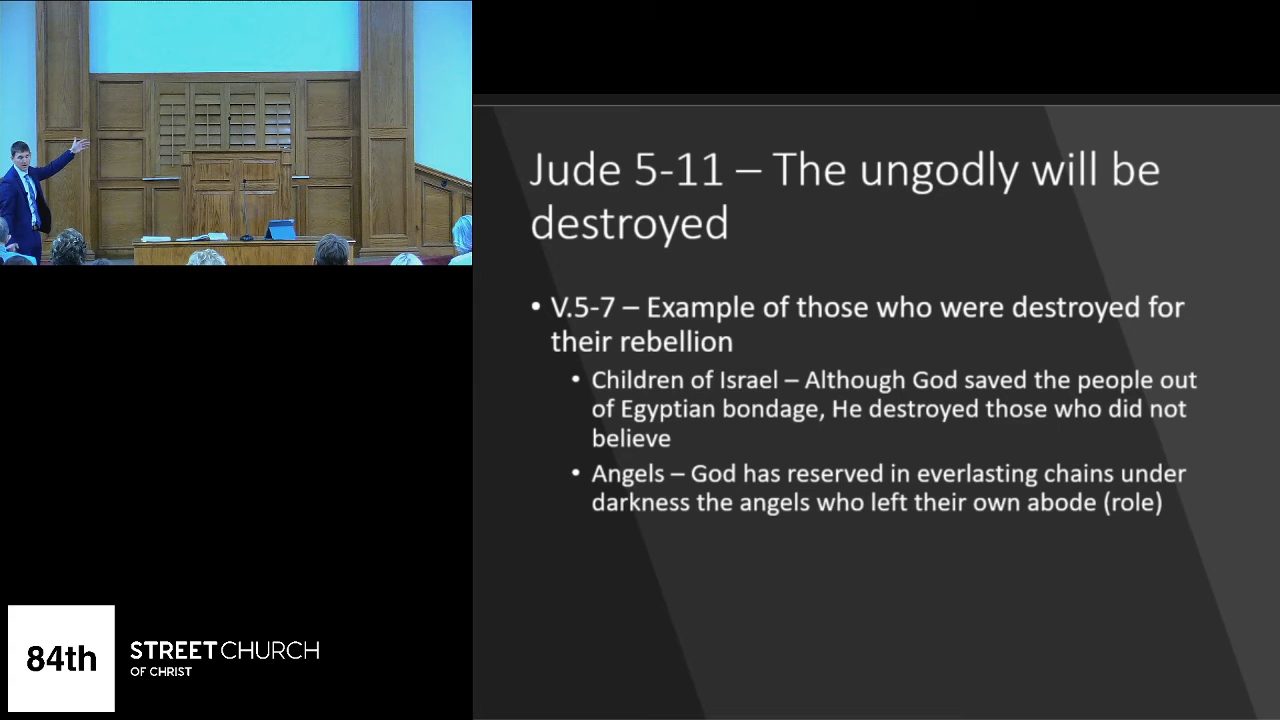 Jude 5-11 – The ungodly will be
destroyed
• V.5-7 – Example of those who were destroyed for
their rebellion
• Children of Israel – Although God saved the people out
of Egyptian bondage, He destroyed those who did not
believe
• Angels – God has reserved in everlasting chains under
darkness the angels who left their own abode (role)
84th
STREET CHURCH
OF CHRIST